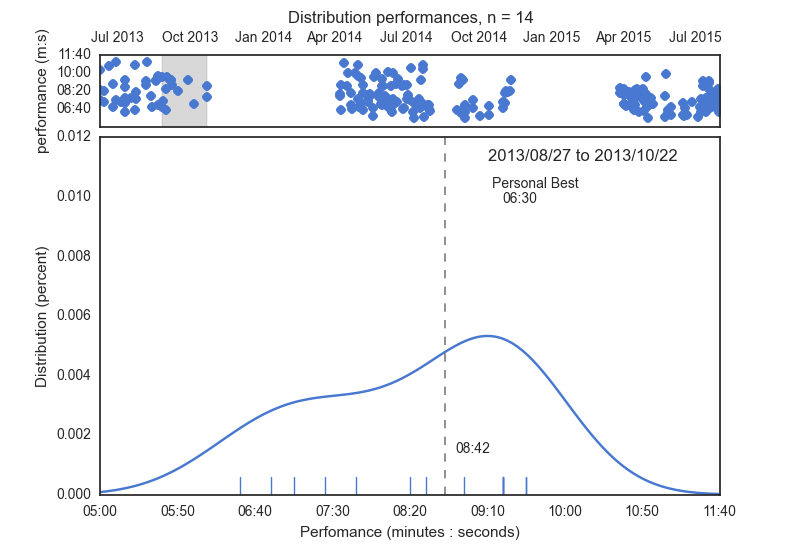 Distribution performances, n = 14
Jul 2013 Oct 2013 Jan 2014 Apr 2014 Jul 2014 Oct 2014 Jan 2015 Apr 2015 Jul 2015
performance (m:s)
11:40
10:00
08:20
06:40
Distribution (percent)
0.012
0.010
0.008
0.006
0.004
0.002
0.000
2013/08/27 to 2013/10/22
Personal Best
06:30
08:42
05:00 05:50 06:40 07:30 08:20 09:10 10:00 10:50 11:40
Perfomance (minutes : seconds)